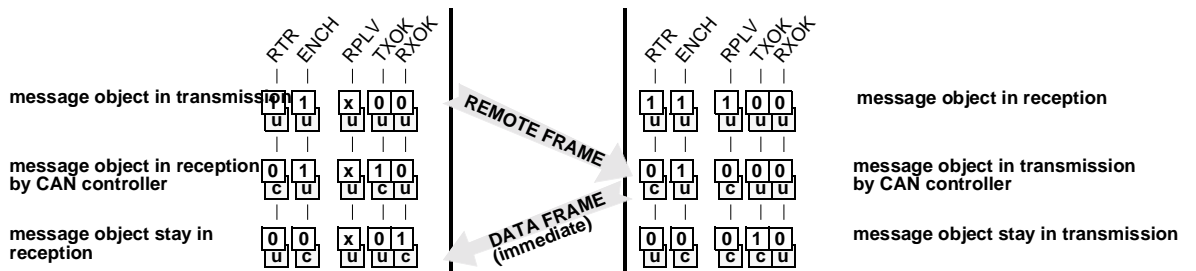 RTR ENCH RPLV TXOK RXOK RTR ENCH RPLV TXOK RXOK
message object in transmission 1 1 x 0 0 REMOTE FRAME 1 1 1 0 0 message object in reception
u u u u u u u u u u
message object in reception 0 1 x 1 0 0 1 0 0 0 message object in transmission
by CAN controller c u u c u c u c u u by CAN controller
message object stay in 0 0 x 0 1 DATA FRAME 0 0 0 1 0 message object stay in transmission
reception u c u u c (immediate) u c u c u